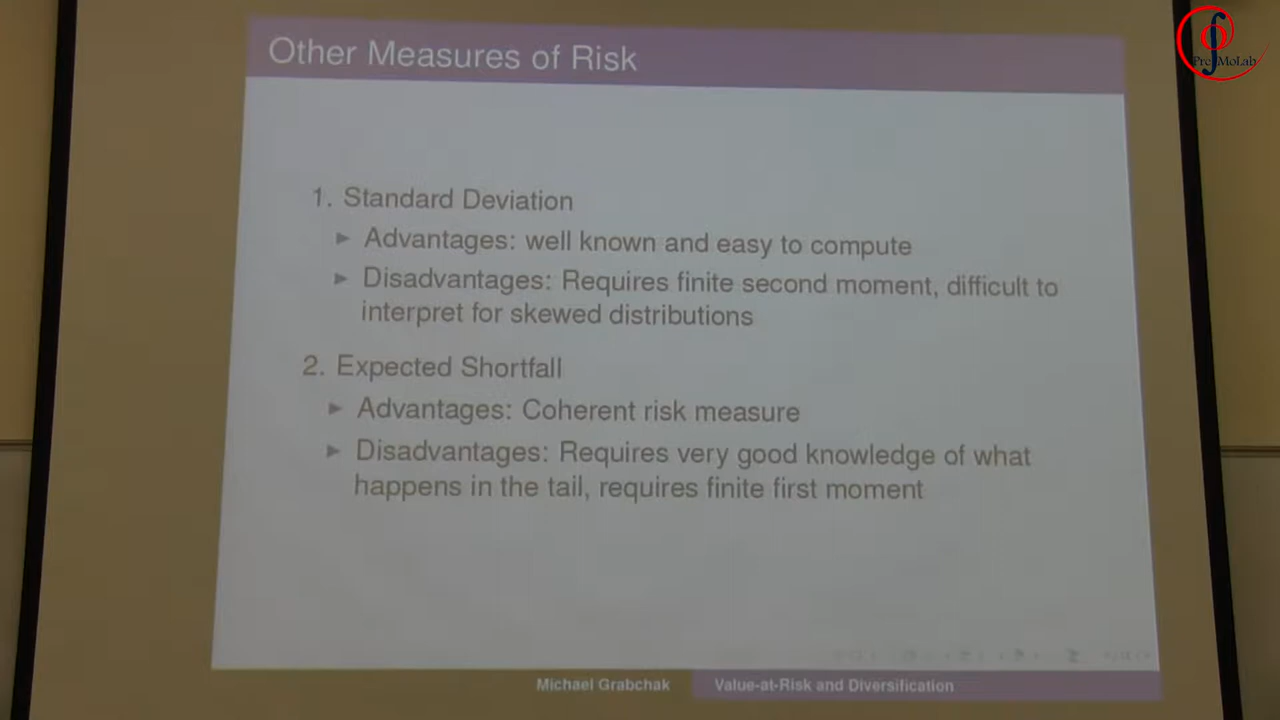 Other Measures of Risk
1. Standard Deviation
Advantages: well known and easy to compute
Disadvantages: Requires finite second moment, difficult to
interpret for skewed distributions
2. Expected Shortfall
Advantages: Coherent risk measure
Disadvantages: Requires very good knowledge of what
happens in the tail, requires finite first moment
Michael Grabchak
Value-at-Risk and Diversification